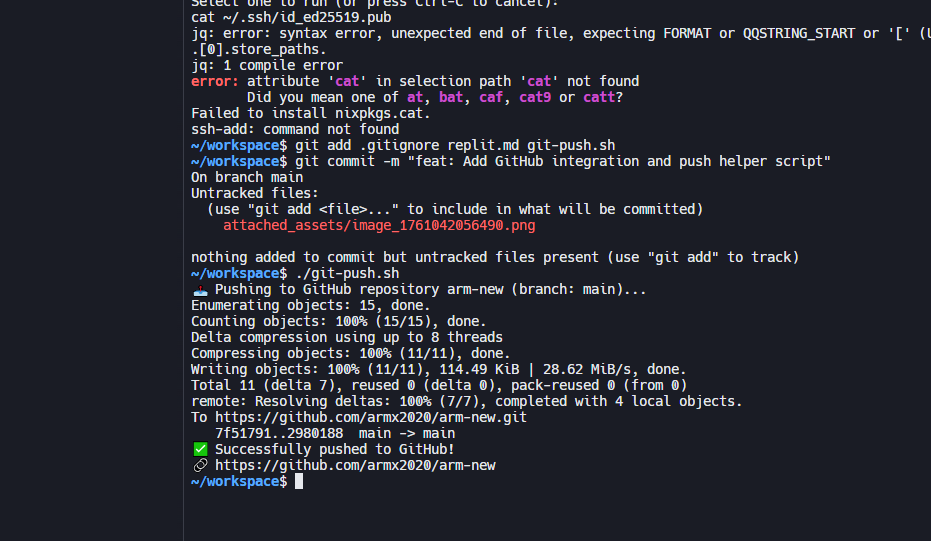 Select one to run (or press Ctrl-C to cancel):
cat ~/.ssh/id_ed25519.pub
jq: error: syntax error, unexpected end of file, expecting FORMAT or QQSTRING_START or '[' (U
.[0].store_paths.
jq: 1 compile error
error: attribute 'cat' in selection path 'cat' not found
Did you mean one of at, bat, caf, cat9 or catt?
Failed to install nixpkgs.cat.
ssh-add: command not found
~/workspace$ git add .gitignore replit.md git-push.sh
~/workspace$ git commit -m "feat: Add GitHub integration and push helper script"
On branch main
Untracked files:
(use "git add <file>..." to include in what will be committed)
attached_assets/image_1761042056490.png
nothing added to commit but untracked files present (use "git add" to track)
~/workspace$ ./git-push.sh
📤 Pushing to GitHub repository arm-new (branch: main)...
Enumerating objects: 15, done.
Counting objects: 100% (15/15), done.
Delta compression using up to 8 threads
Compressing objects: 100% (11/11), done.
Writing objects: 100% (11/11), 114.49 KiB | 28.62 MiB/s, done.
Total 11 (delta 7), reused 0 (delta 0), pack-reused 0 (from 0)
remote: Resolving deltas: 100% (7/7), completed with 4 local objects.
To https://github.com/armx2020/arm-new.git
7f51791..2980188  main -> main
✅ Successfully pushed to GitHub!
🔗 https://github.com/armx2020/arm-new
~/workspace$